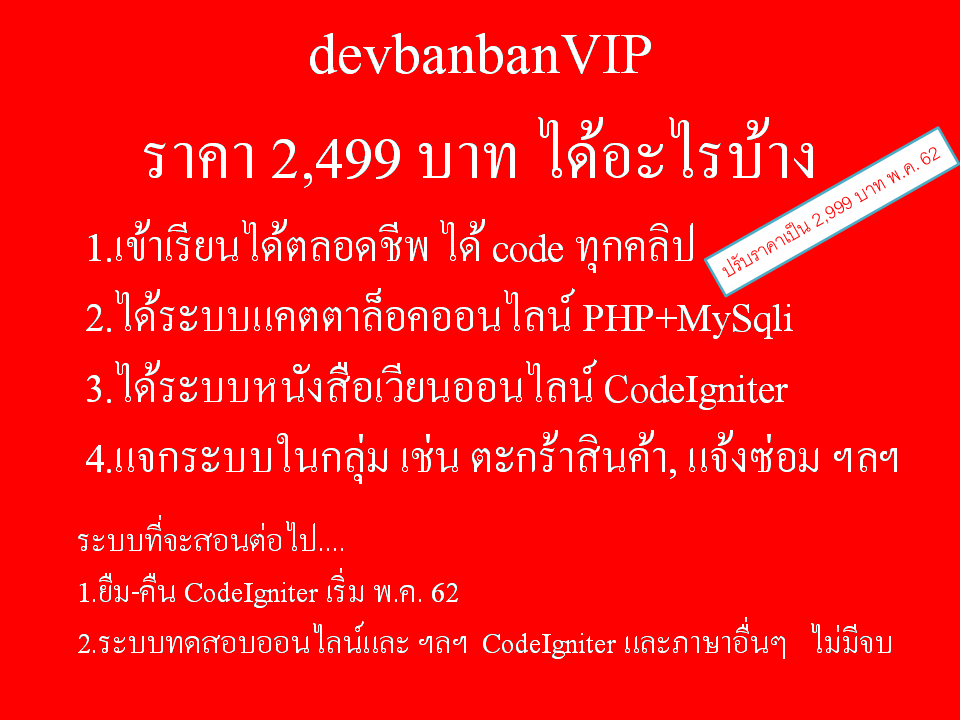 devbanbanVIP
ราคา 2,499 บาท ได้อะไรบ้าง
ปรับราคาเป็น 2,999 บาท พ.ค. 62
1.เข้าเรียนได้ตลอดชีพ ได้ code ทุกคลิป
2.ได้ระบบแคตตาล็อคออนไลน์ PHP+MySqli
3.ได้ระบบหนังสือเวียนออนไลน์ CodeIgniter
4.แจกระบบในกลุ่ม เช่น ตะกร้าสินค้า, แจ้งซ่อม ฯลฯ
ระบบที่จะสอนต่อไป....
1.ยืม-คืน CodeIgniter เริ่ม พ.ค. 62
2.ระบบทดสอบออนไลน์และ ฯลฯ CodeIgniter และภาษาอื่นๆ ไม่มีจบ